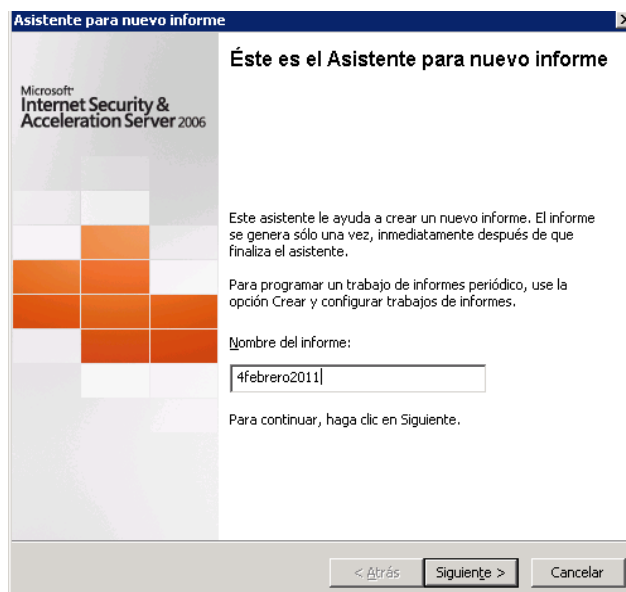 Asistente para nuevo informe
Éste es el Asistente para nuevo informe
Microsoft
Internet Security &
Acceleration Server 2006
Este asistente le ayuda a crear un nuevo informe. El informe
se genera sólo una vez, inmediatamente después de que
finaliza el asistente.
Para programar un trabajo de informes periódico, use la
opción Crear y configurar trabajos de informes.
Nombre del informe:
4febrero2011
Para continuar, haga clic en Siguiente.
< Atrás
Siguiente >
Cancelar